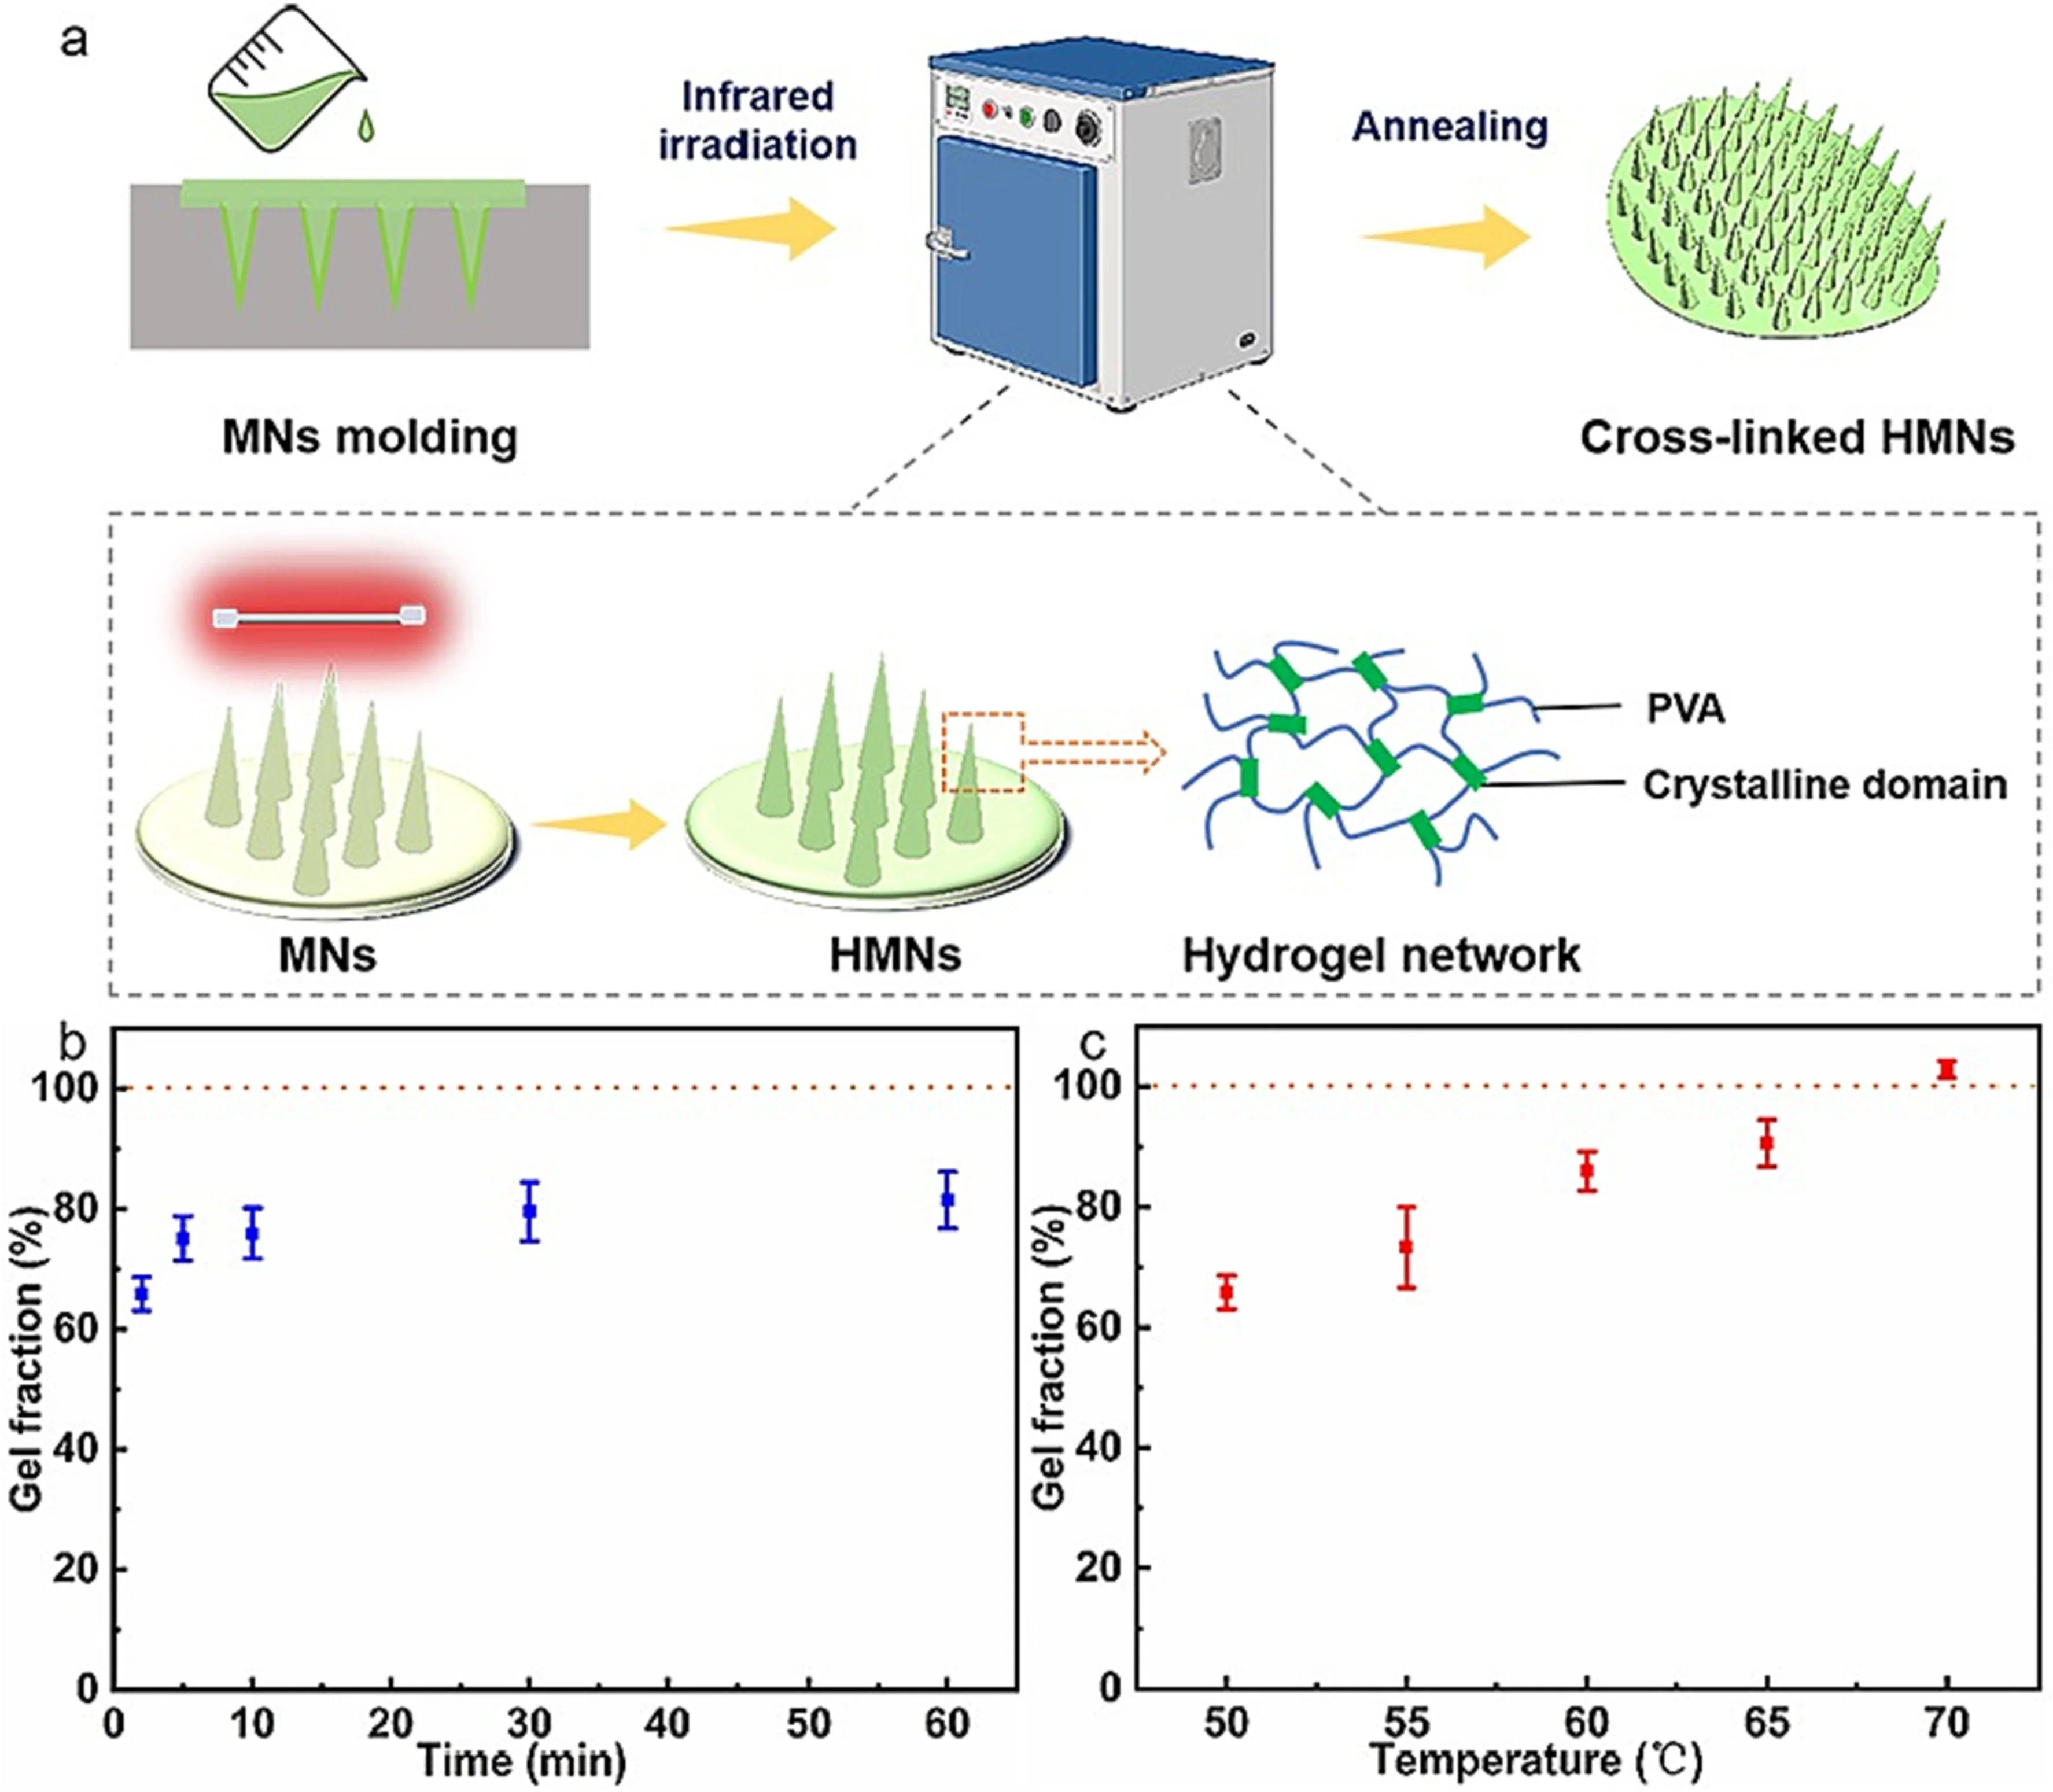 a
Infrared
irradiation
Annealing
MNs molding
Cross-linked HMNs
PVA
Crystalline domain
MNs
HMNs
Hydrogel network
b
100
80
60
40
20
0
Gel fraction (%)
0 10 20 30 40 50 60
Time (min)
c
100
80
60
40
20
0
Gel fraction (%)
50 55 60 65 70
Temperature (℃)